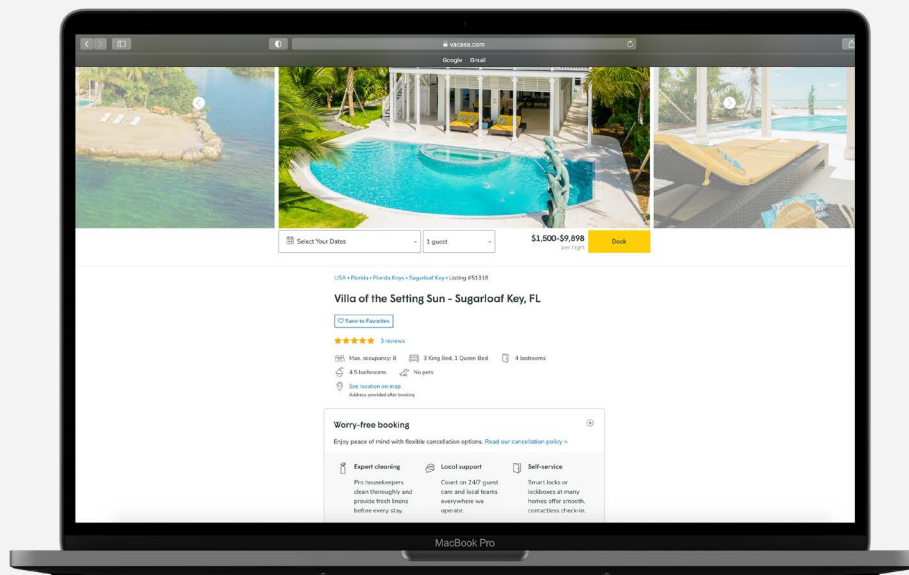 vacasa.com
Google Gmail
Select Your Dates
1 guest
$1,500-$9,898
per night
Book
USA • Florida • Florida Keys • Sugarloaf Key • Listing #51318
Villa of the Setting Sun - Sugarloaf Key, FL
Save to Favorites
3 reviews
Max. occupancy: 8
3 King Bed, 1 Queen Bed
4 bedrooms
4.5 bathrooms
No pets
See location on map
Address provided after booking
Worry-free booking
Enjoy peace of mind with flexible cancellation options. Read our cancellation policy >
Expert cleaning
Pro housekeepers
clean thoroughly and
provide fresh linens
before every stay.
Local support
Count on 24/7 guest
care and local teams
everywhere we
operate.
Self-service
Smart locks or
lockboxes at many
homes offer smooth,
contactless check-in.
MacBook Pro